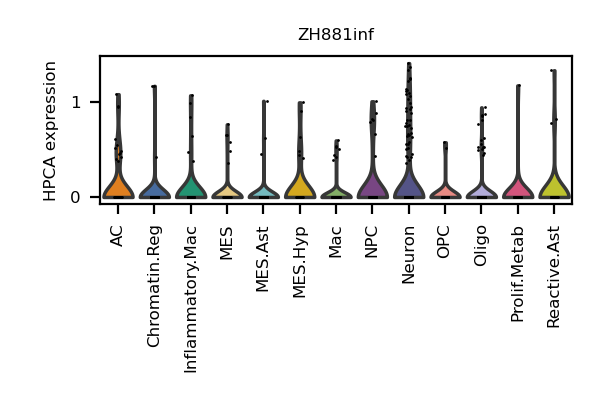 ZH881inf
HPCA expression
1
0
AC
Chromatin.Reg
Inflammatory.Mac
MES
MES.Ast
MES.Hyp
Mac
NPC
Neuron
OPC
Oligo
Prolif.Metab
Reactive.Ast